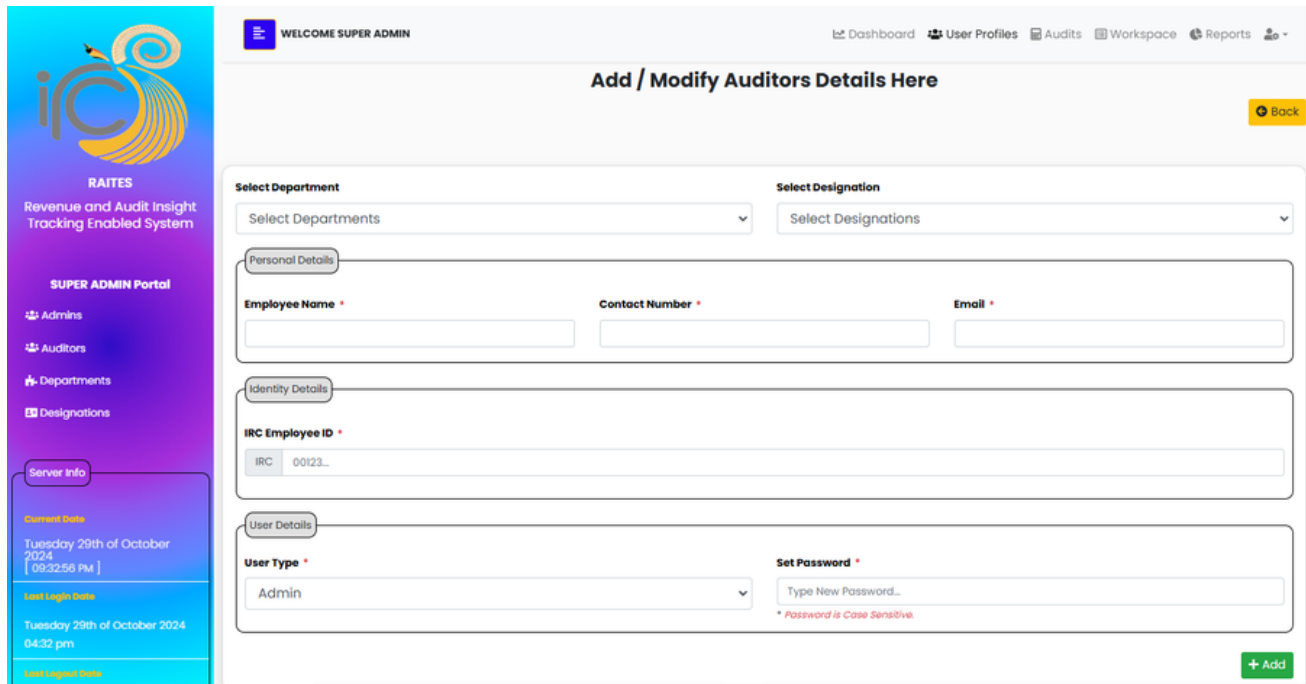 irc
RAITES
Revenue and Audit Insight
Tracking Enabled System
SUPER ADMIN Portal
Admins
Auditors
Departments
Designations
Server Info
Current Date
Tuesday 29th of October
2024
[ 09:32:56 PM ]
Last Login Date
Tuesday 29th of October 2024
04:32 pm
Last Logout Date
WELCOME SUPER ADMIN
Dashboard User Profiles Audits Workspace Reports
Add / Modify Auditors Details Here
Back
Select Department Select Designation
Select Departments Select Designations
Personal Details
Employee Name * Contact Number * Email *
Identity Details
IRC Employee ID *
IRC 00123...
User Details
User Type * Set Password *
Admin Type New Password...
* Password is Case Sensitive.
+ Add